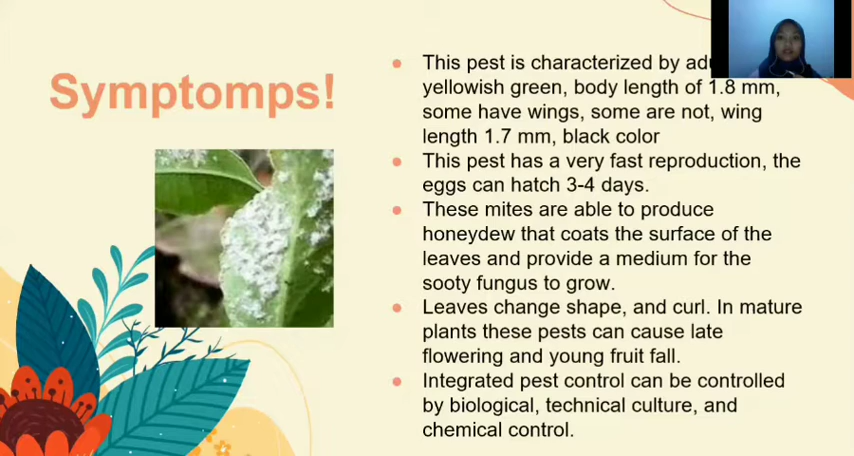 Symptomps!
This pest is characterized by
yellowish green, body length of 1.8 mm,
some have wings, some are not, wing
length 1.7 mm, black color
This pest has a very fast reproduction, the
eggs can hatch 3-4 days.
These mites are able to produce
honeydew that coats the surface of the
leaves and provide a medium for the
sooty fungus to grow.
Leaves change shape, and curl. In mature
plants these pests can cause late
flowering and young fruit fall.
Integrated pest control can be controlled
by biological, technical culture, and
chemical control.